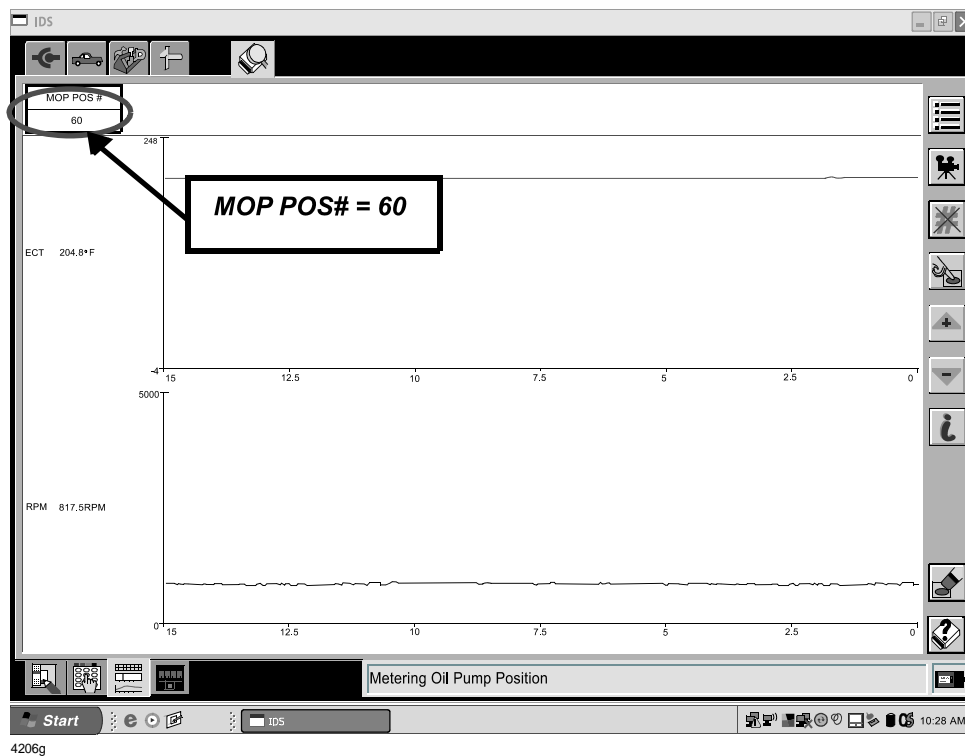 IDS
MOP POS #
60
248
MOP POS# = 60
ECT 204.8°F
-4
15 12.5 10 7.5 5 2.5 0
5000
RPM 817.5RPM
0
15 12.5 10 7.5 5 2.5 0
Metering Oil Pump Position
Start
IDS
10:28 AM
4206g